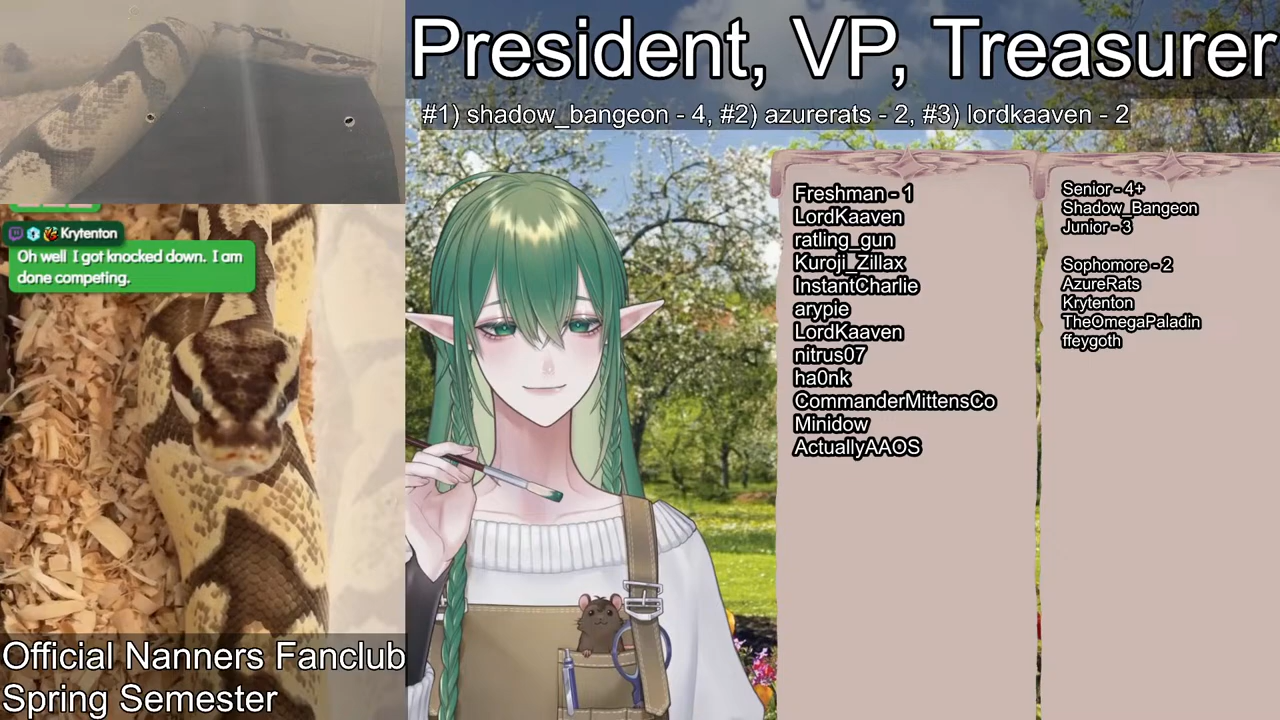 President, VP, Treasurer
#1) shadow_bangeon - 4, #2) azurerats - 2, #3) lordkaaven - 2
Krytenton
Oh well I got knocked down. I am
done competing.
Freshman - 1
LordKaaven
ratling_gun
Kuroji_Zillax
InstantCharlie
arypie
LordKaaven
nitrus07
ha0nk
CommanderMittensCo
Minidow
ActuallyAAOS
Senior - 4+
Shadow_Bangeon
Junior - 3
Sophomore - 2
AzureRats
Krytenton
TheOmegaPaladin
ffeygoth
Official Nanners Fanclub
Spring Semester